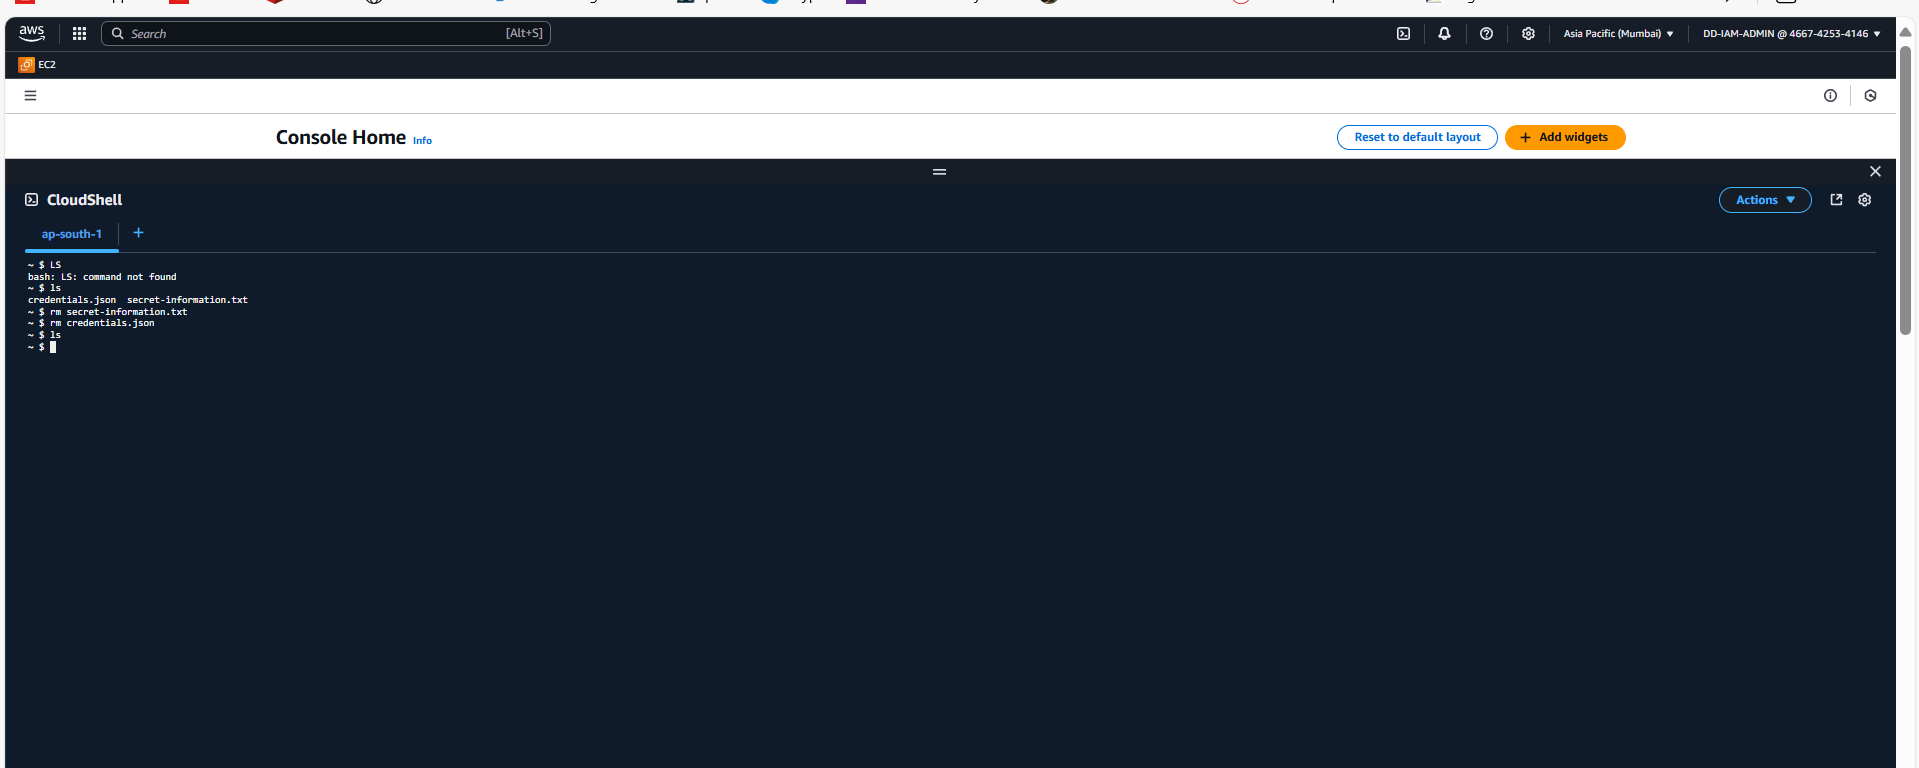 aws
Search [Alt+S]
Asia Pacific (Mumbai) ▼
DD-IAM-ADMIN @ 4667-4253-4146 ▼
EC2
Console Home Info
Reset to default layout
+ Add widgets
CloudShell
Actions ▼
ap-south-1 +
~ $ LS
bash: LS: command not found
~ $ ls
credentials.json  secret-information.txt
~ $ rm secret-information.txt
~ $ rm credentials.json
~ $ ls
~ $